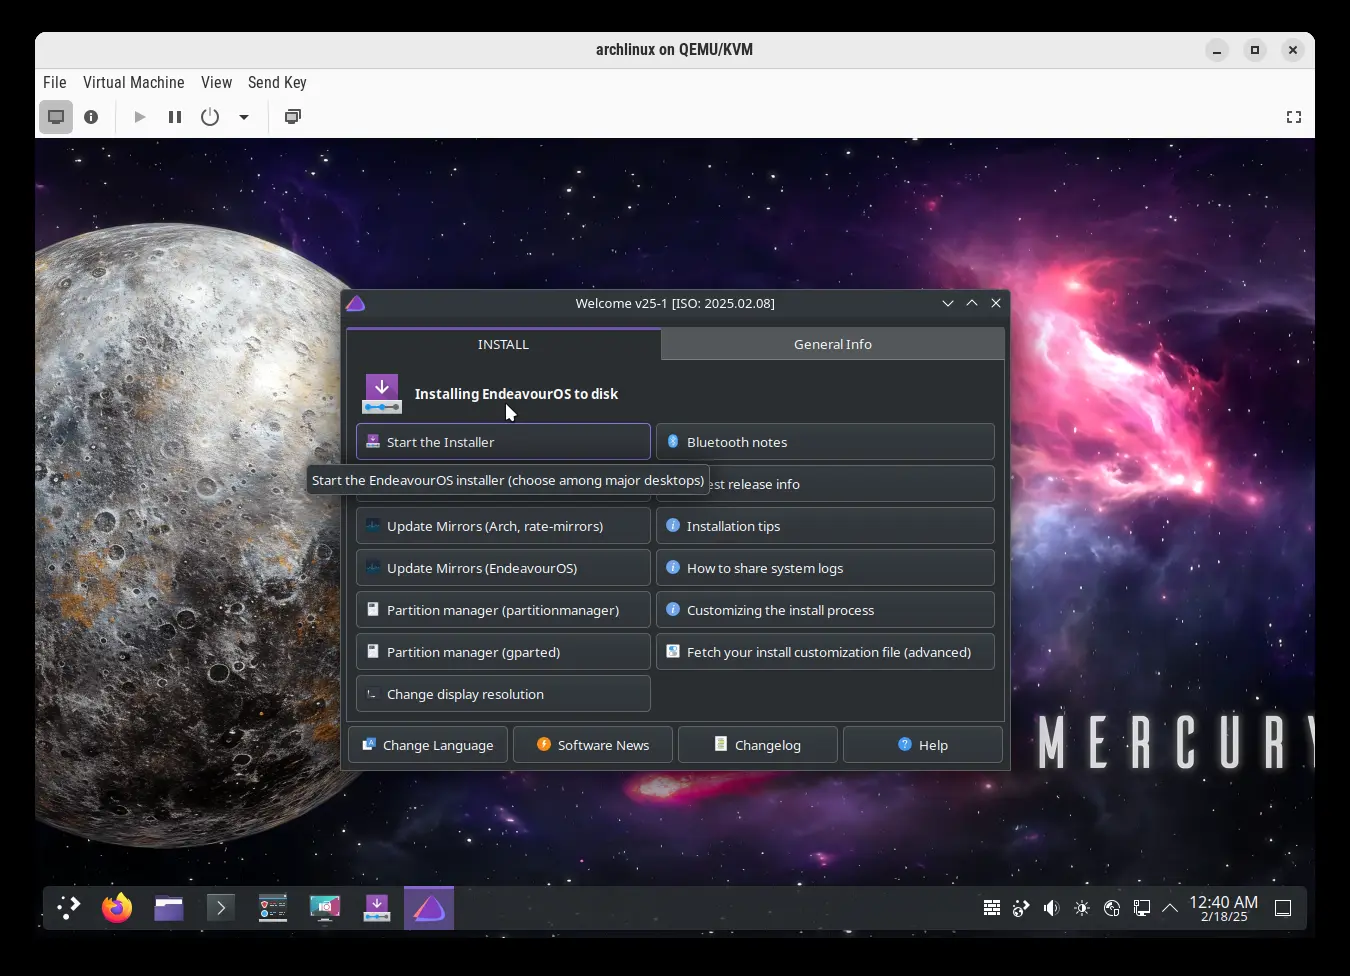 archlinux on QEMU/KVM
File Virtual Machine View Send Key
Welcome v25-1 [ISO: 2025.02.08]
INSTALL
General Info
Installing EndeavourOS to disk
Start the Installer
Bluetooth notes
Start the EndeavourOS installer (choose among major desktops)
release info
Update Mirrors (Arch, rate-mirrors)
Installation tips
Update Mirrors (EndeavourOS)
How to share system logs
Partition manager (partitionmanager)
Customizing the install process
Partition manager (gparted)
Fetch your install customization file (advanced)
Change display resolution
Change Language
Software News
Changelog
Help
MERCURY
12:40 AM
2/18/25